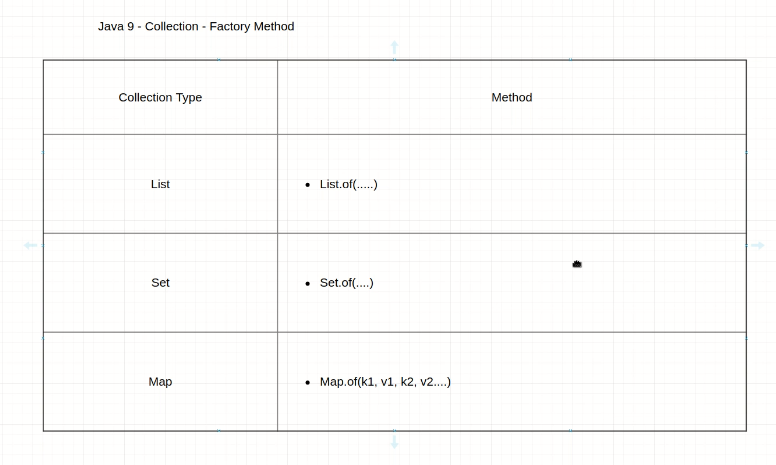 Java 9 - Collection - Factory Method
Collection Type
Method
List
• List.of(.....)
Set
• Set.of(....)
Map
• Map.of(k1, v1, k2, v2....)